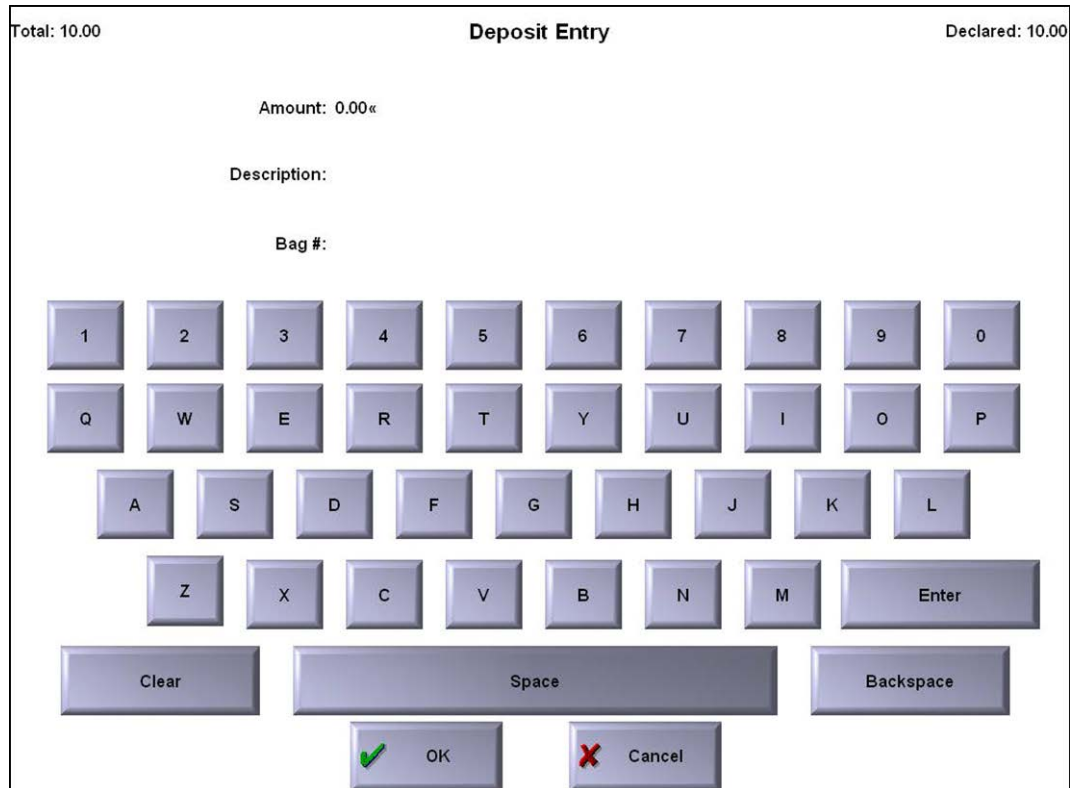 Total: 10.00 Deposit Entry Declared: 10.00
Amount: 0.00«
Description:
Bag #:
1 2 3 4 5 6 7 8 9 0
Q W E R T Y U I O P
A S D F G H J K L
Z X C V B N M Enter
Clear Space Backspace
OK Cancel